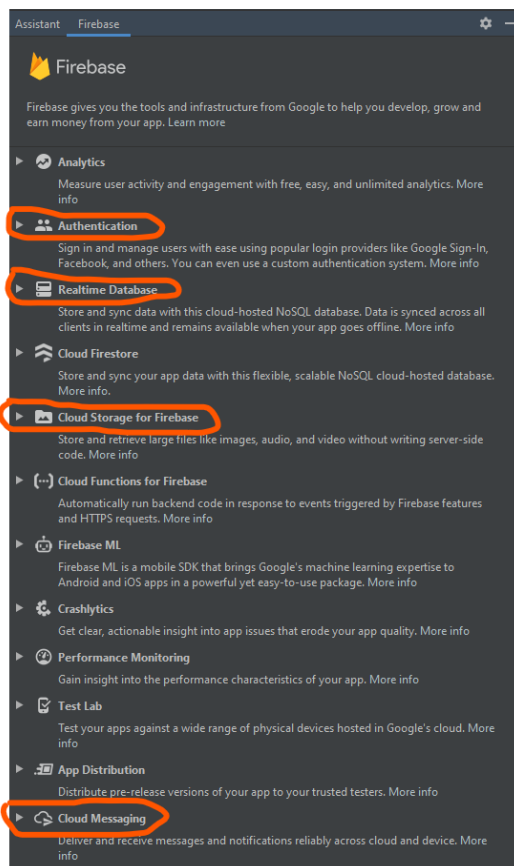 Assistant Firebase
Firebase
Firebase gives you the tools and infrastructure from Google to help you develop, grow and
earn money from your app. Learn more
Analytics
Measure user activity and engagement with free, easy, and unlimited analytics. More
info
Authentication
Sign in and manage users with ease using popular login providers like Google Sign-In,
Facebook, and others. You can even use a custom authentication system. More info
Realtime Database
Store and sync data with this cloud-hosted NoSQL database. Data is synced across all
clients in realtime and remains available when your app goes offline. More info
Cloud Firestore
Store and sync your app data with this flexible, scalable NoSQL cloud-hosted database.
More info.
Cloud Storage for Firebase
Store and retrieve large files like images, audio, and video without writing server-side
code. More info
Cloud Functions for Firebase
Automatically run backend code in response to events triggered by Firebase features
and HTTPS requests. More info
Firebase ML
Firebase ML is a mobile SDK that brings Google's machine learning expertise to
Android and iOS apps in a powerful yet easy-to-use package. More info
Crashlytics
Get clear, actionable insight into app issues that erode your app quality. More info
Performance Monitoring
Gain insight into the performance characteristics of your app. More info
Test Lab
Test your apps against a wide range of physical devices hosted in Google's cloud. More
info
App Distribution
Distribute pre-release versions of your app to your trusted testers. More info
Cloud Messaging
Deliver and receive messages and notifications reliably across cloud and device. More
info